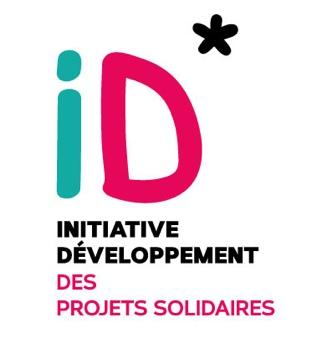 iD*
INITIATIVE
DÉVELOPPEMENT
DES
PROJETS SOLIDAIRES